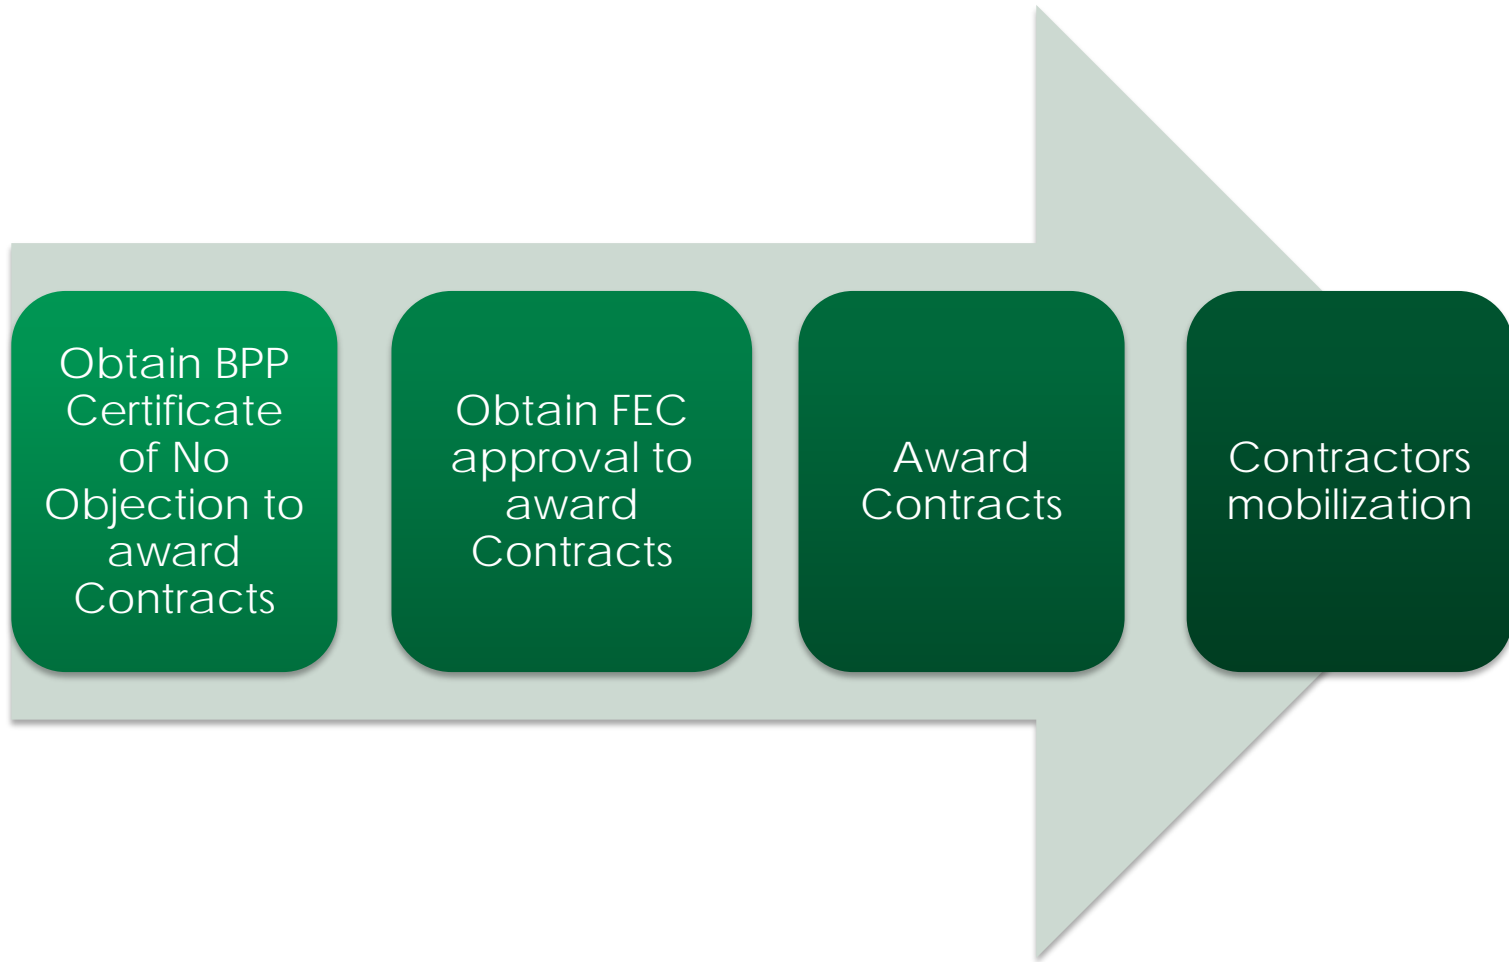 Obtain BPP
Certificate
of No
Objection to
award
Contracts
Obtain FEC
approval to
award
Contracts
Award
Contracts
Contractors
mobilization